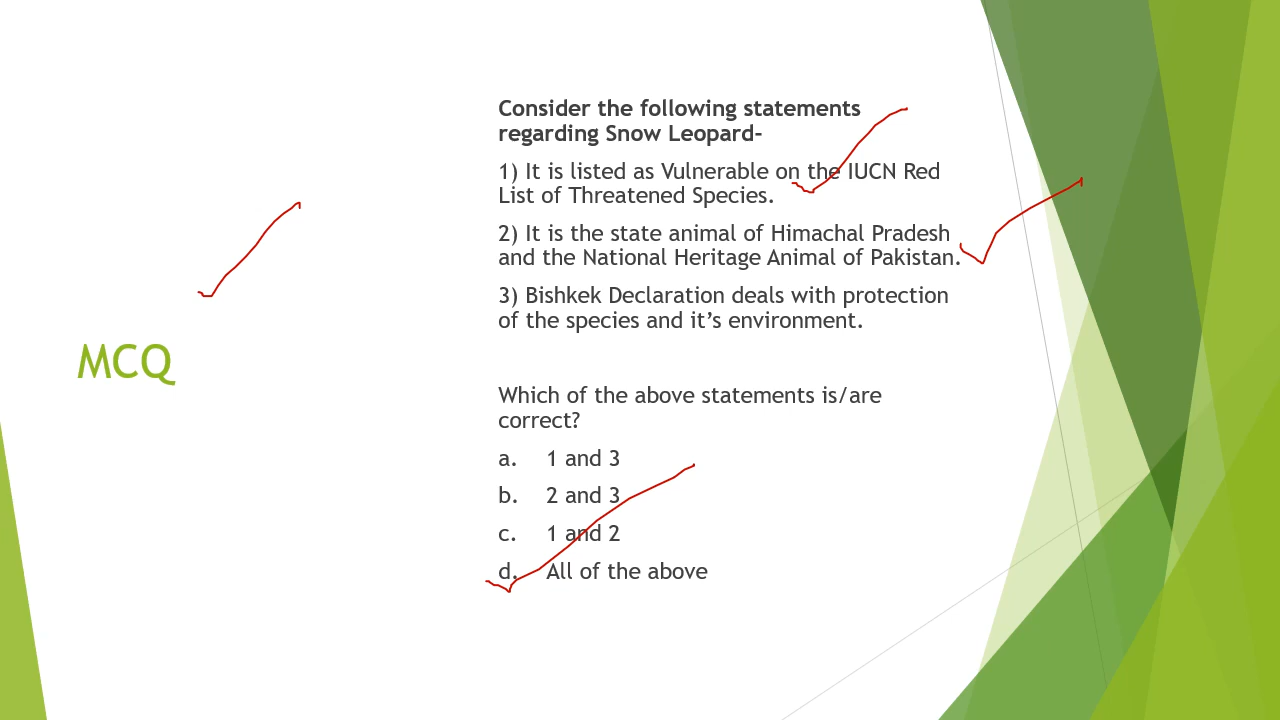 MCQ
Consider the following statements
regarding Snow Leopard-
1) It is listed as Vulnerable on the IUCN Red
List of Threatened Species.
2) It is the state animal of Himachal Pradesh
and the National Heritage Animal of Pakistan.
3) Bishkek Declaration deals with protection
of the species and it’s environment.
Which of the above statements is/are
correct?
a. 1 and 3
b. 2 and 3
c. 1 and 2
d. All of the above